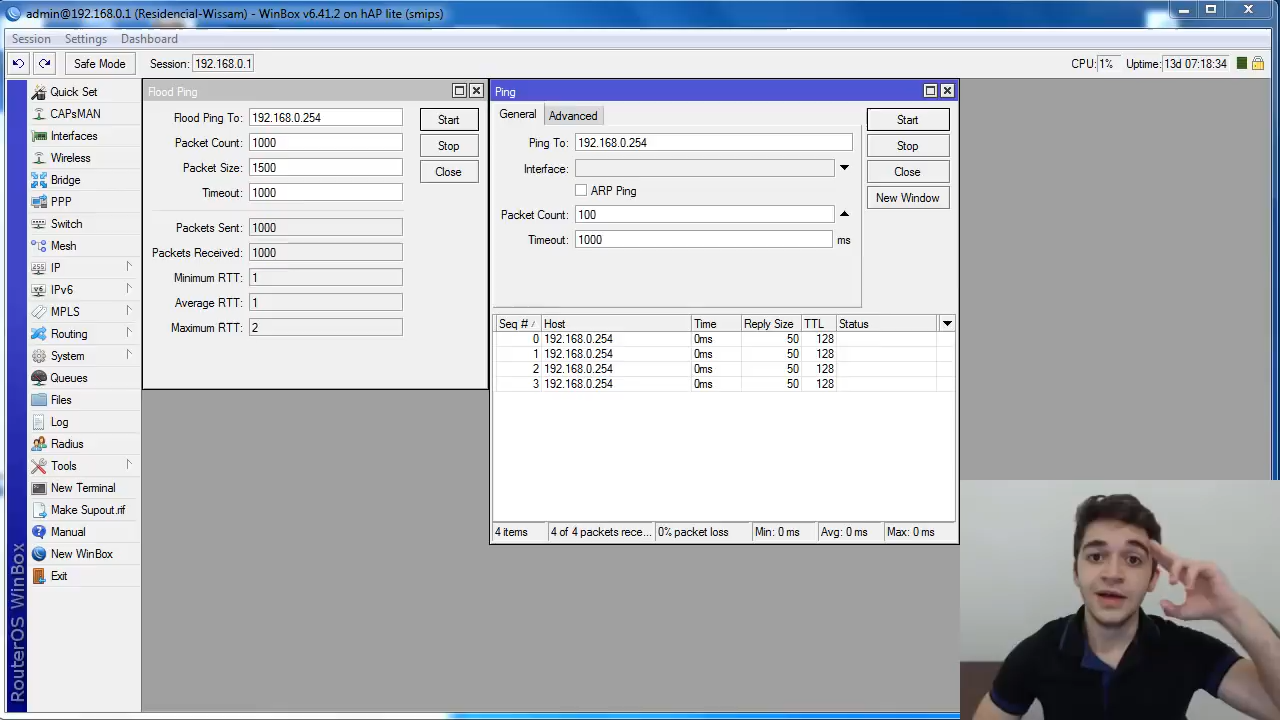 admin@192.168.0.1 (Residencial-Wissam) - WinBox v6.41.2 on hAP lite (smips)
Session Settings Dashboard
Safe Mode Session: 192.168.0.1 CPU: 1% Uptime: 13d 07:18:34
Quick Set
CAPsMAN
Interfaces
Wireless
Bridge
PPP
Switch
Mesh
IP
IPv6
MPLS
Routing
System
Queues
Files
Log
Radius
Tools
New Terminal
Make Supout.rif
Manual
New WinBox
Exit
RouterOS WinBox
Flood Ping
Flood Ping To: 192.168.0.254
Packet Count: 1000
Packet Size: 1500
Timeout: 1000
Packets Sent: 1000
Packets Received: 1000
Minimum RTT: 1
Average RTT: 1
Maximum RTT: 2
Start
Stop
Close
Ping
General Advanced
Ping To: 192.168.0.254
Interface:
ARP Ping
Packet Count: 100
Timeout: 1000 ms
Start
Stop
Close
New Window
Seq # Host Time Reply Size TTL Status
0 192.168.0.254 0ms 50 128
1 192.168.0.254 0ms 50 128
2 192.168.0.254 0ms 50 128
3 192.168.0.254 0ms 50 128
4 items 4 of 4 packets rece... 0% packet loss Min: 0 ms Avg: 0 ms Max: 0 ms